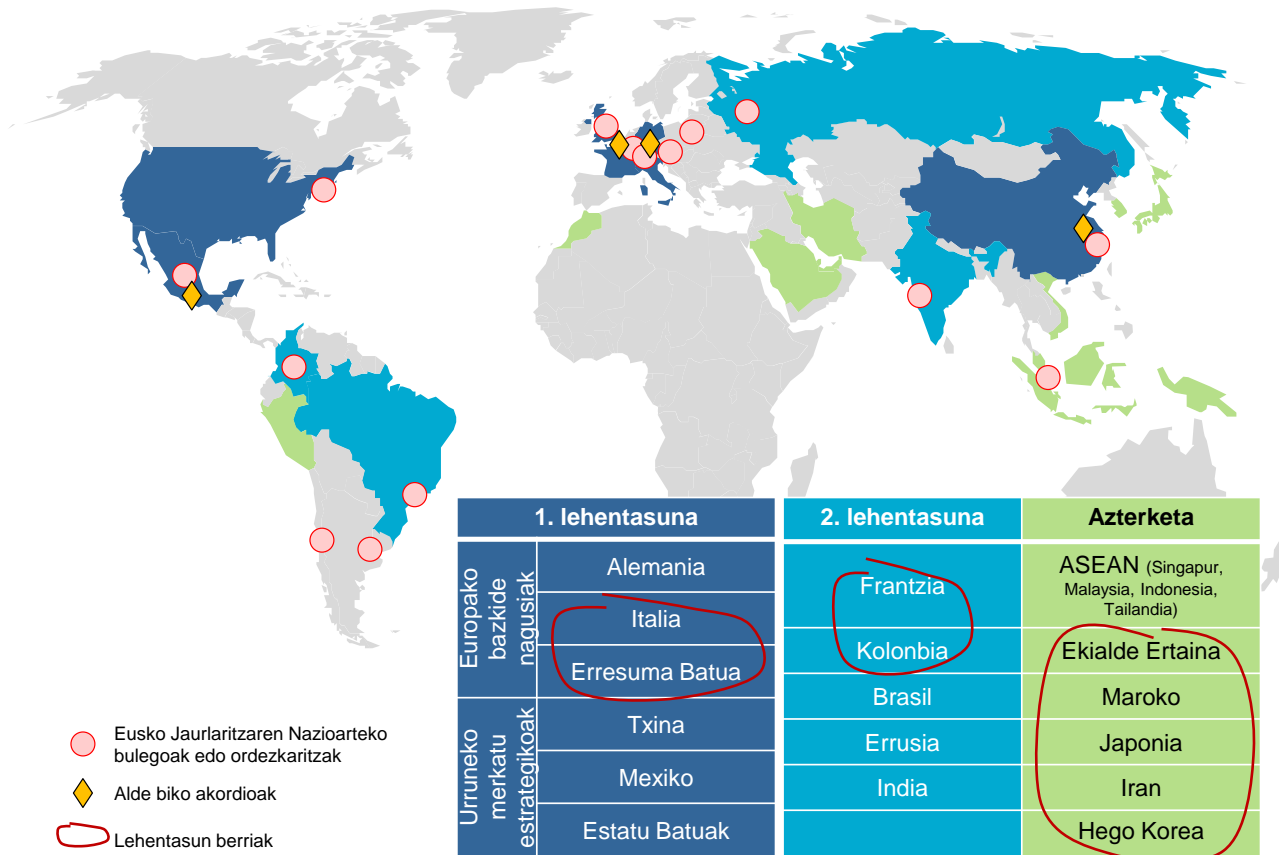 1. lehentasuna
Europako
bazkide
nagusiak
Alemania
Italia
Erresuma Batua
Urruneko
merkatu
estrategikoak
Txina
Mexiko
Estatu Batuak
2. lehentasuna
Frantzia
Kolonbia
Brasil
Errusia
India
Azterketa
ASEAN (Singapur,
Malaysia, Indonesia,
Tailandia)
Ekialde Ertaina
Maroko
Japonia
Iran
Hego Korea
Eusko Jaurlaritzaren Nazioarteko
bulegoak edo ordezkaritzak
Alde biko akordioak
Lehentasun berriak